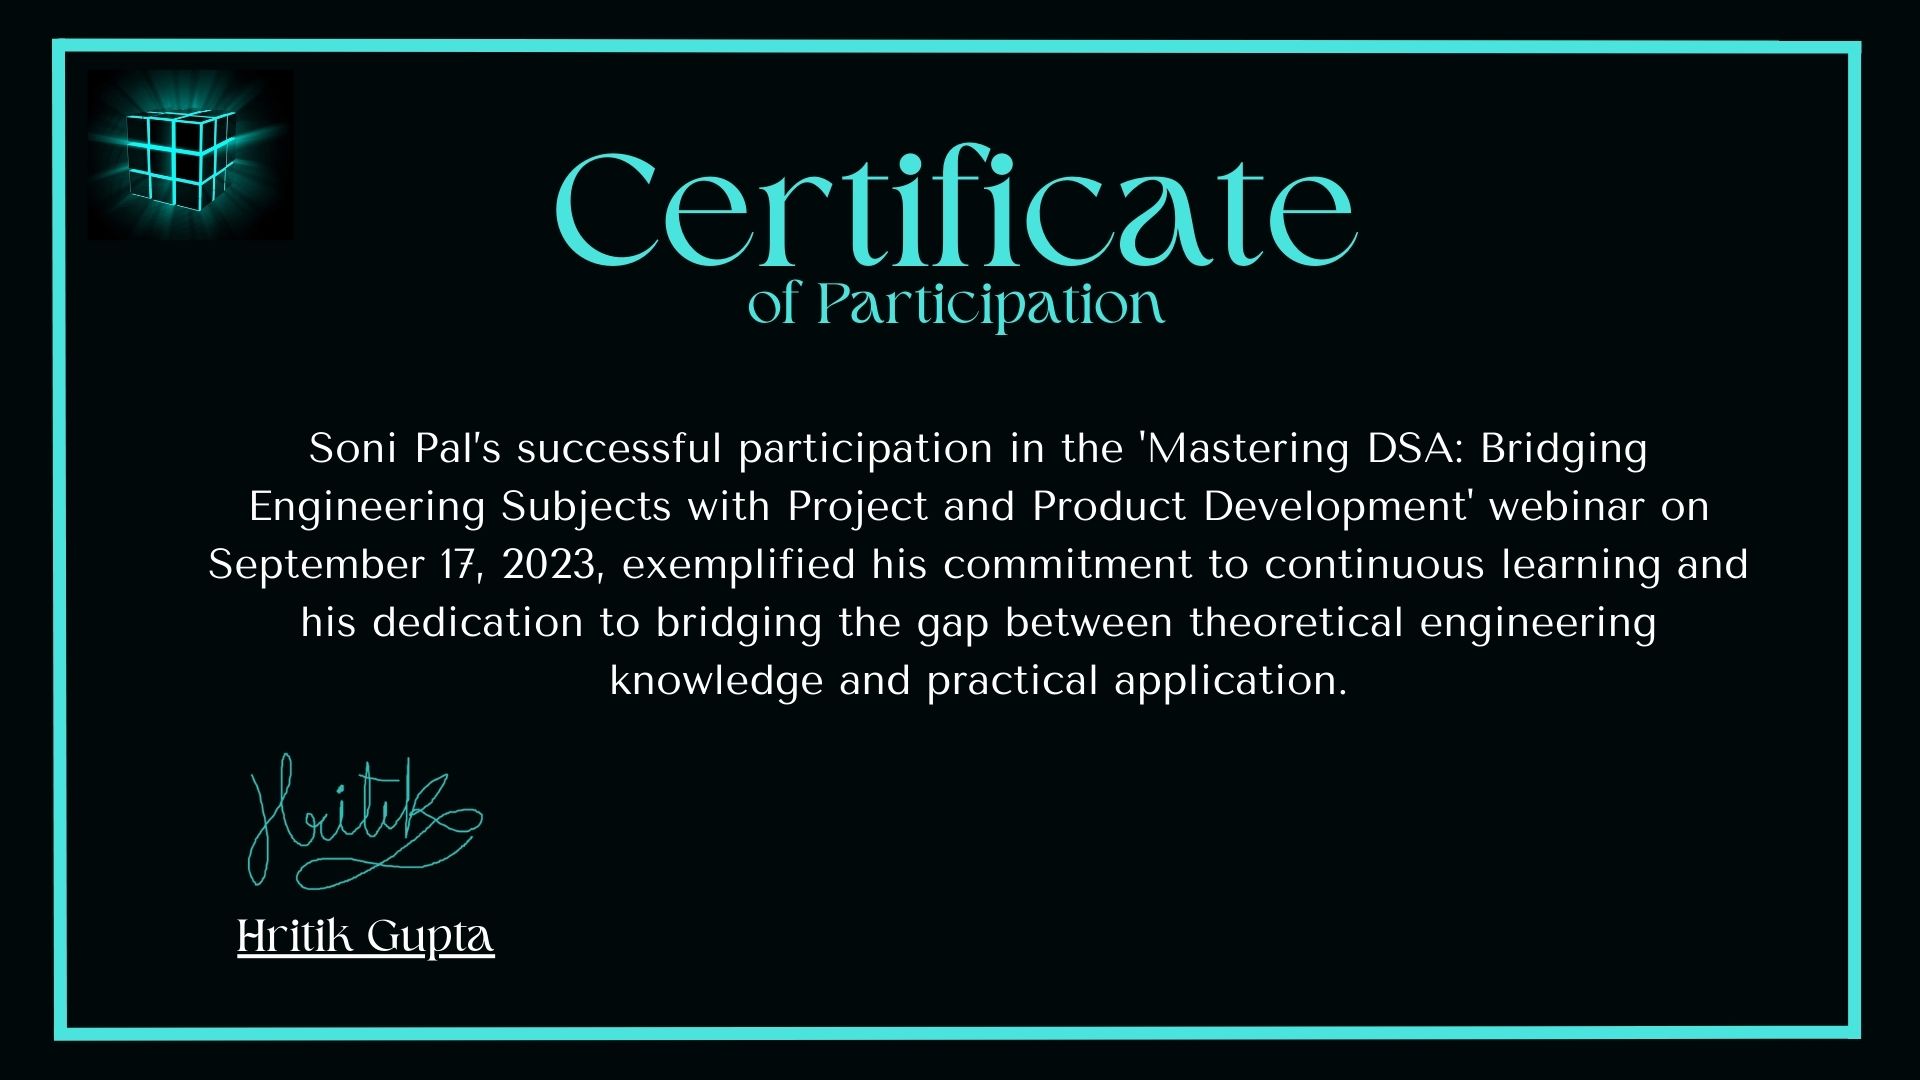 Certificate
of Participation
Soni Pal's successful participation in the 'Mastering DSA: Bridging
Engineering Subjects with Project and Product Development' webinar on
September 17, 2023, exemplified his commitment to continuous learning and
his dedication to bridging the gap between theoretical engineering
knowledge and practical application.
Hritik
Hritik Gupta